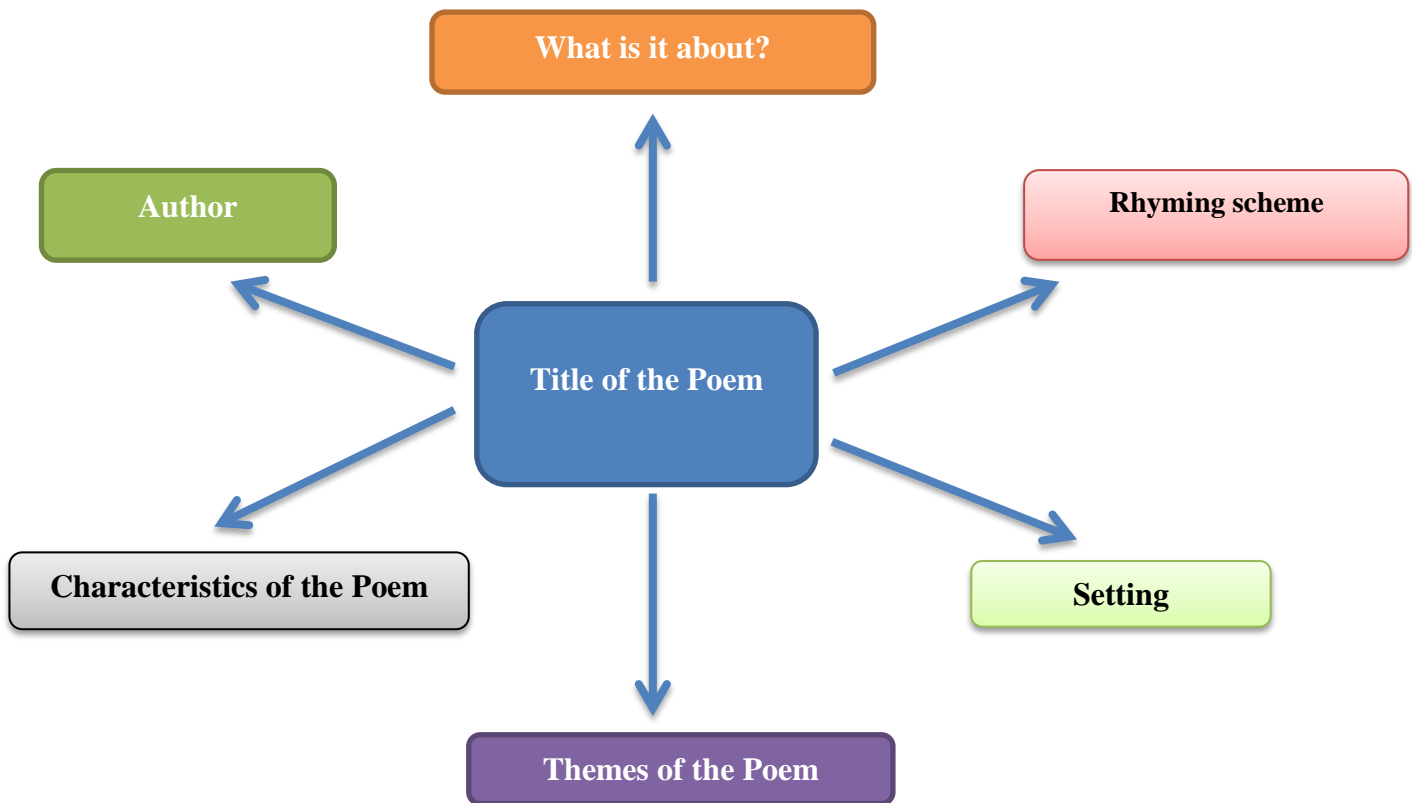 What is it about?
Author
Rhyming scheme
Title of the Poem
Characteristics of the Poem
Setting
Themes of the Poem